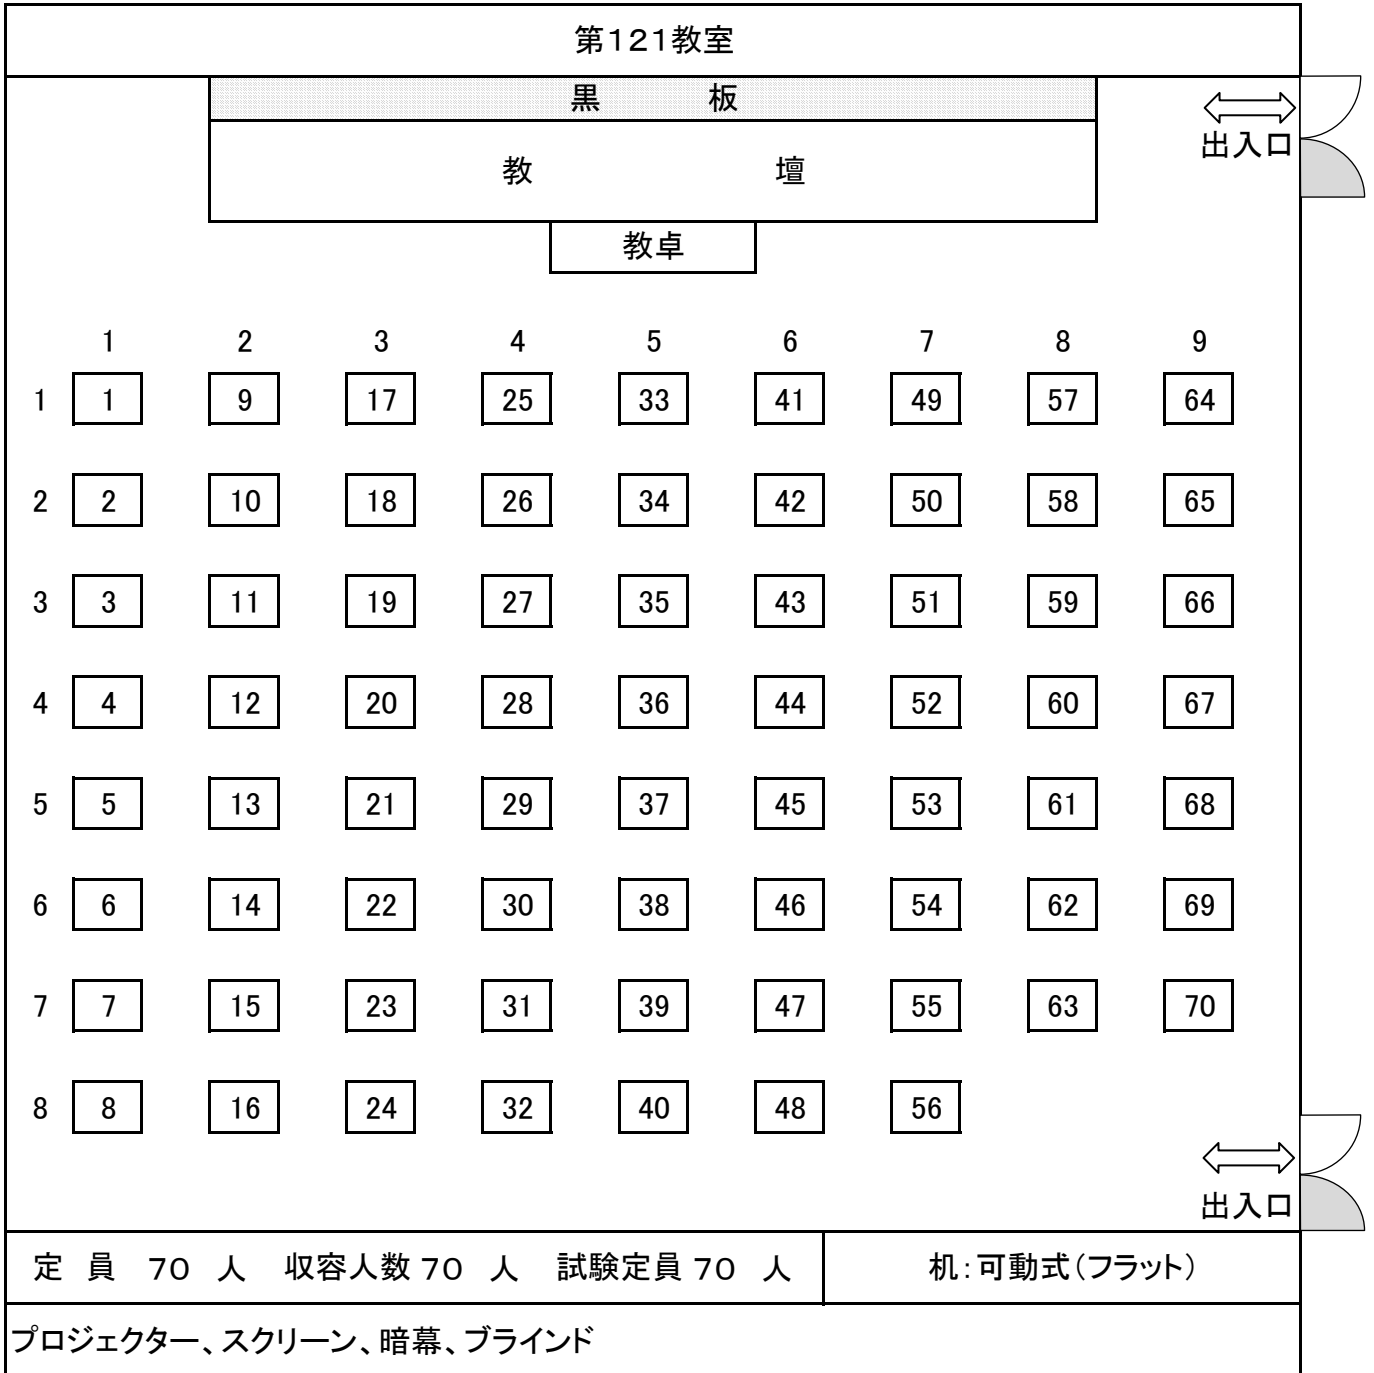 第121教室
黒　　板
出入口
教　　壇
教卓
1 2 3 4 5 6 7 8 9
1 1 9 17 25 33 41 49 57 64
2 2 10 18 26 34 42 50 58 65
3 3 11 19 27 35 43 51 59 66
4 4 12 20 28 36 44 52 60 67
5 5 13 21 29 37 45 53 61 68
6 6 14 22 30 38 46 54 62 69
7 7 15 23 31 39 47 55 63 70
8 8 16 24 32 40 48 56
出入口
定　員　70　人　収容人数 70　人　試験定員 70　人　机：可動式（フラット）
プロジェクター、スクリーン、暗幕、ブラインド